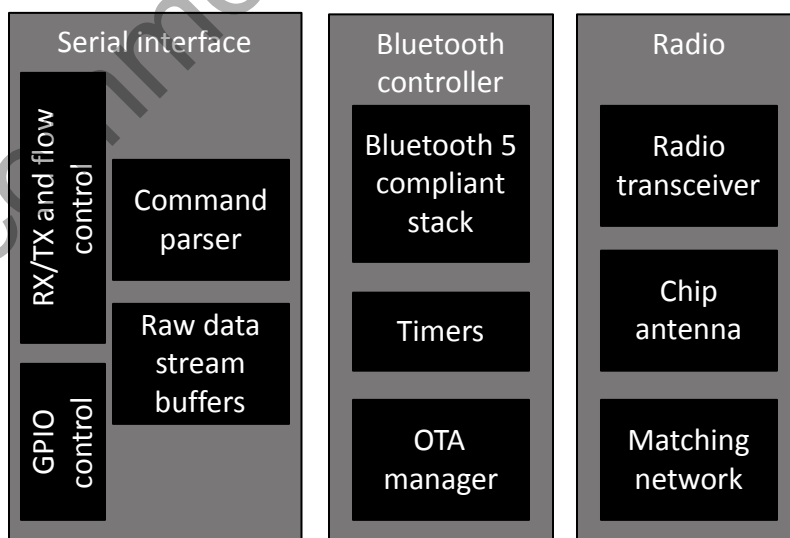 Serial interface
RX/TX and flow
control
Command
parser
Raw data
stream
buffers
GPIO
control
Bluetooth
controller
Bluetooth 5
compliant
stack
Timers
OTA
manager
Radio
Radio
transceiver
Chip
antenna
Matching
network